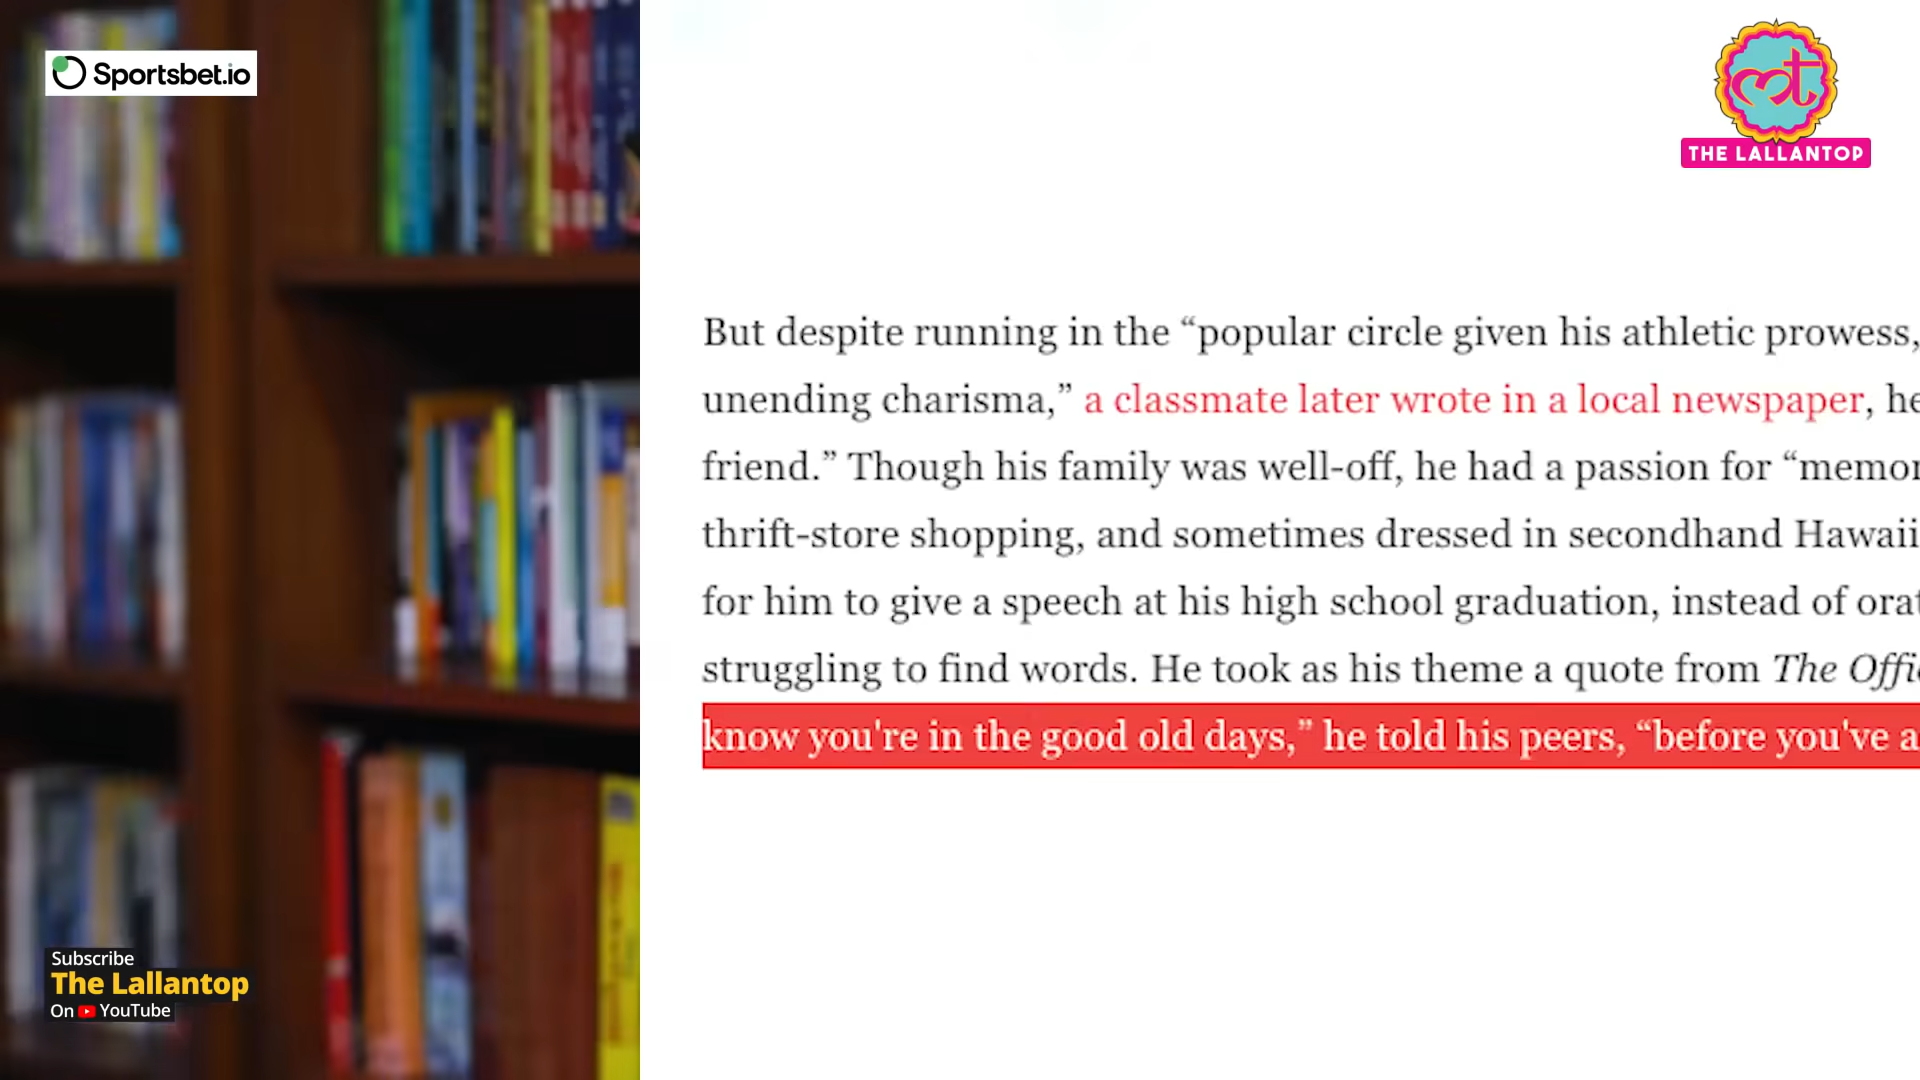 Sportsbet.io
THE LALLANTOP
But despite running in the “popular circle given his athletic prowess,
unending charisma,” a classmate later wrote in a local newspaper, he
friend.” Though his family was well-off, he had a passion for “memor
thrift-store shopping, and sometimes dressed in secondhand Hawaii
for him to give a speech at his high school graduation, instead of orat
struggling to find words. He took as his theme a quote from The Offic
know you're in the good old days,” he told his peers, “before you've a
Subscribe
The Lallantop
On YouTube